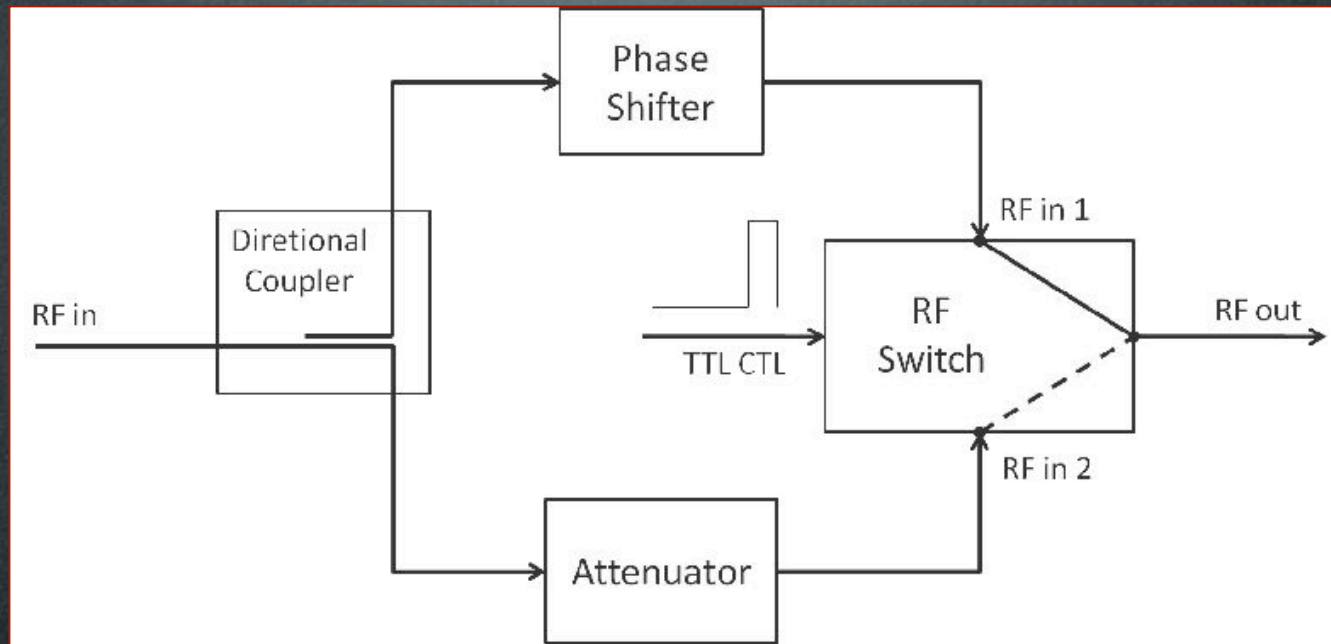 Phase
Shifter
RF in 1
Diretional
Coupler
RF in
RF
Switch
RF out
TTL CTL
RF in 2
Attenuator